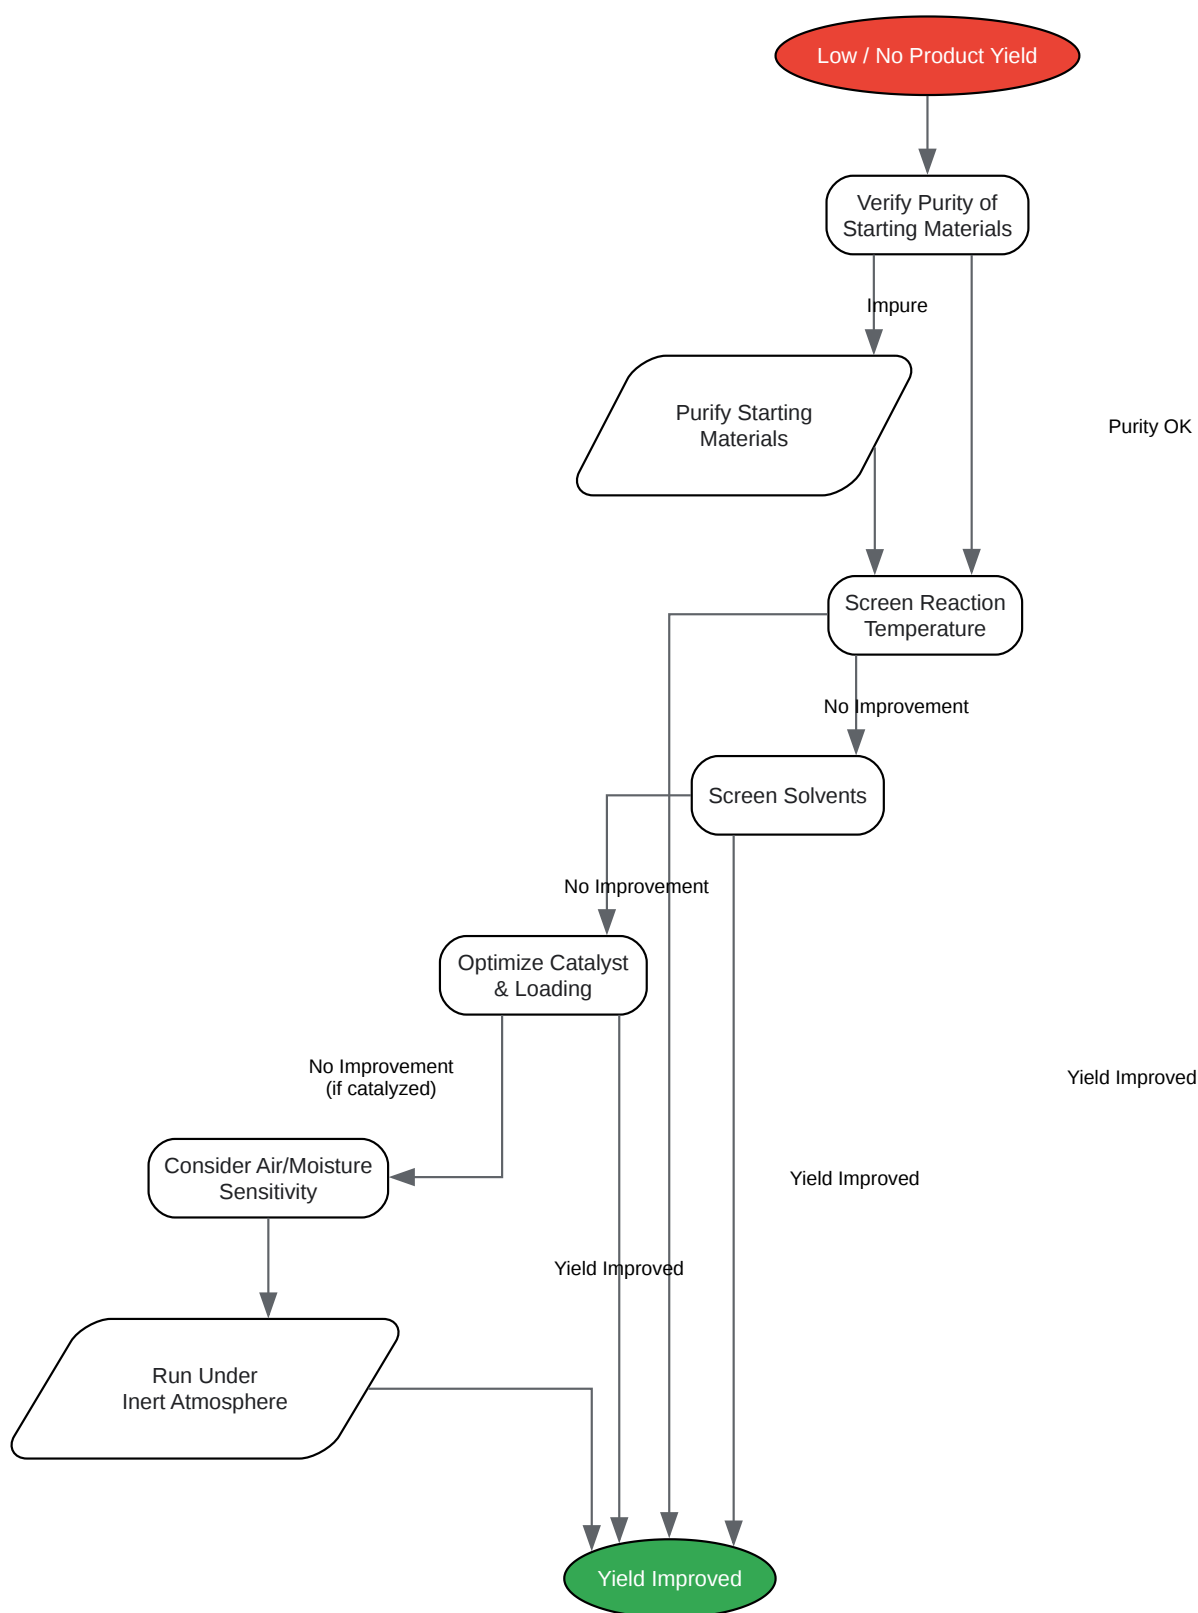 Low / No Product Yield
Verify Purity of
Starting Materials
Impure
Purify Starting
Materials
Purity OK
Screen Reaction
Temperature
No Improvement
Screen Solvents
No Improvement
Optimize Catalyst
& Loading
No Improvement
(if catalyzed)
Yield Improved
Consider Air/Moisture
Sensitivity
Yield Improved
Yield Improved
Run Under
Inert Atmosphere
Yield Improved